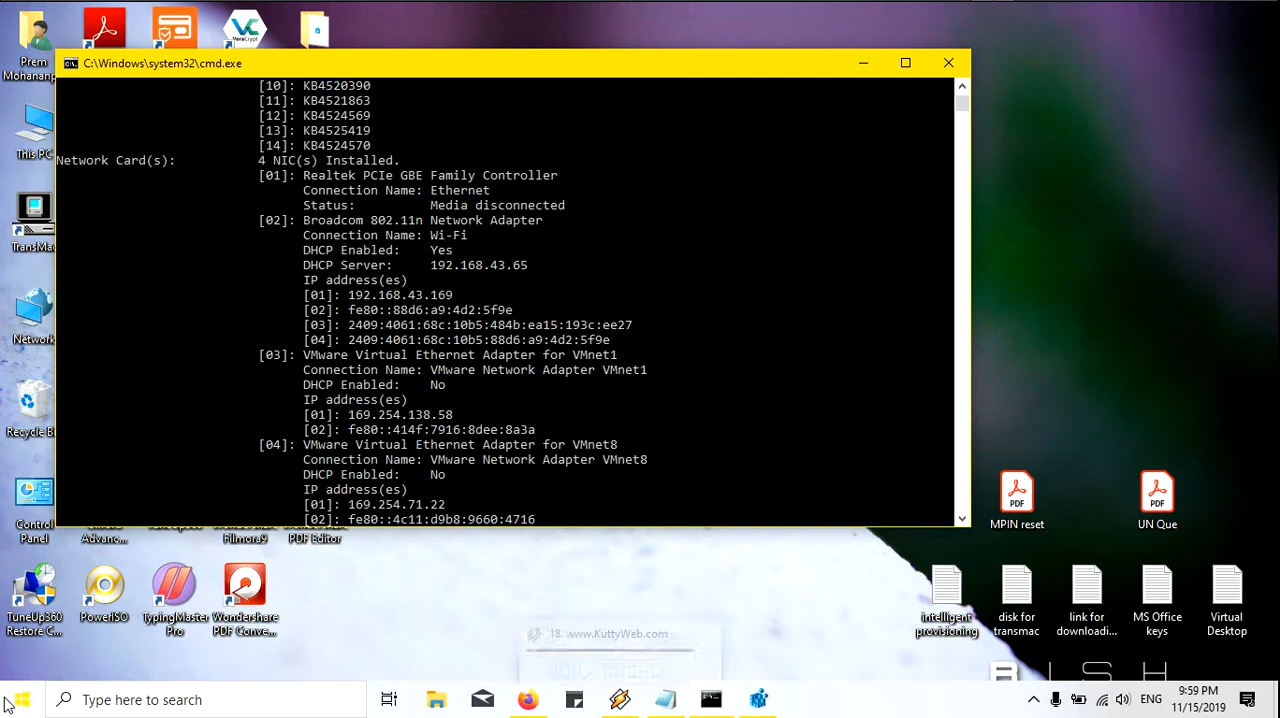 Prem
Mohanan
C:\Windows\system32\cmd.exe
[10]: KB4520390
[11]: KB4521863
[12]: KB4524569
[13]: KB4525419
[14]: KB4524570
Network Card(s): 4 NIC(s) Installed.
[01]: Realtek PCIe GBE Family Controller
Connection Name: Ethernet
Status: Media disconnected
[02]: Broadcom 802.11n Network Adapter
Connection Name: Wi-Fi
DHCP Enabled: Yes
DHCP Server: 192.168.43.65
IP address(es)
[01]: 192.168.43.169
[02]: fe80::88d6:a9:4d2:5f9e
[03]: 2409:4061:68c:10b5:484b:ea15:193c:ee27
[04]: 2409:4061:68c:10b5:88d6:a9:4d2:5f9e
[03]: VMware Virtual Ethernet Adapter for VMnet1
Connection Name: VMware Network Adapter VMnet1
DHCP Enabled: No
IP address(es)
[01]: 169.254.138.58
[02]: fe80::414f:7916:8dee:8a3a
[04]: VMware Virtual Ethernet Adapter for VMnet8
Connection Name: VMware Network Adapter VMnet8
DHCP Enabled: No
IP address(es)
[01]: 169.254.71.22
[02]: fe80::4c11:d9b8:9660:4716
This PC
TransMac
Network
Recycle B
Control
Panel
Advanc...
Filmora9
PDF Editor
MPIN reset
UN Que
TuneUp360
Restore C...
PowerISO
TypingMaster
Pro
Wondershare
PDF Conve...
intelligent
provisioning
disk for
transmac
link for
downloadi...
MS Office
keys
Virtual
Desktop
18. www.KuttyWeb.com -
Type here to search
ENG
9:59 PM
11/15/2019